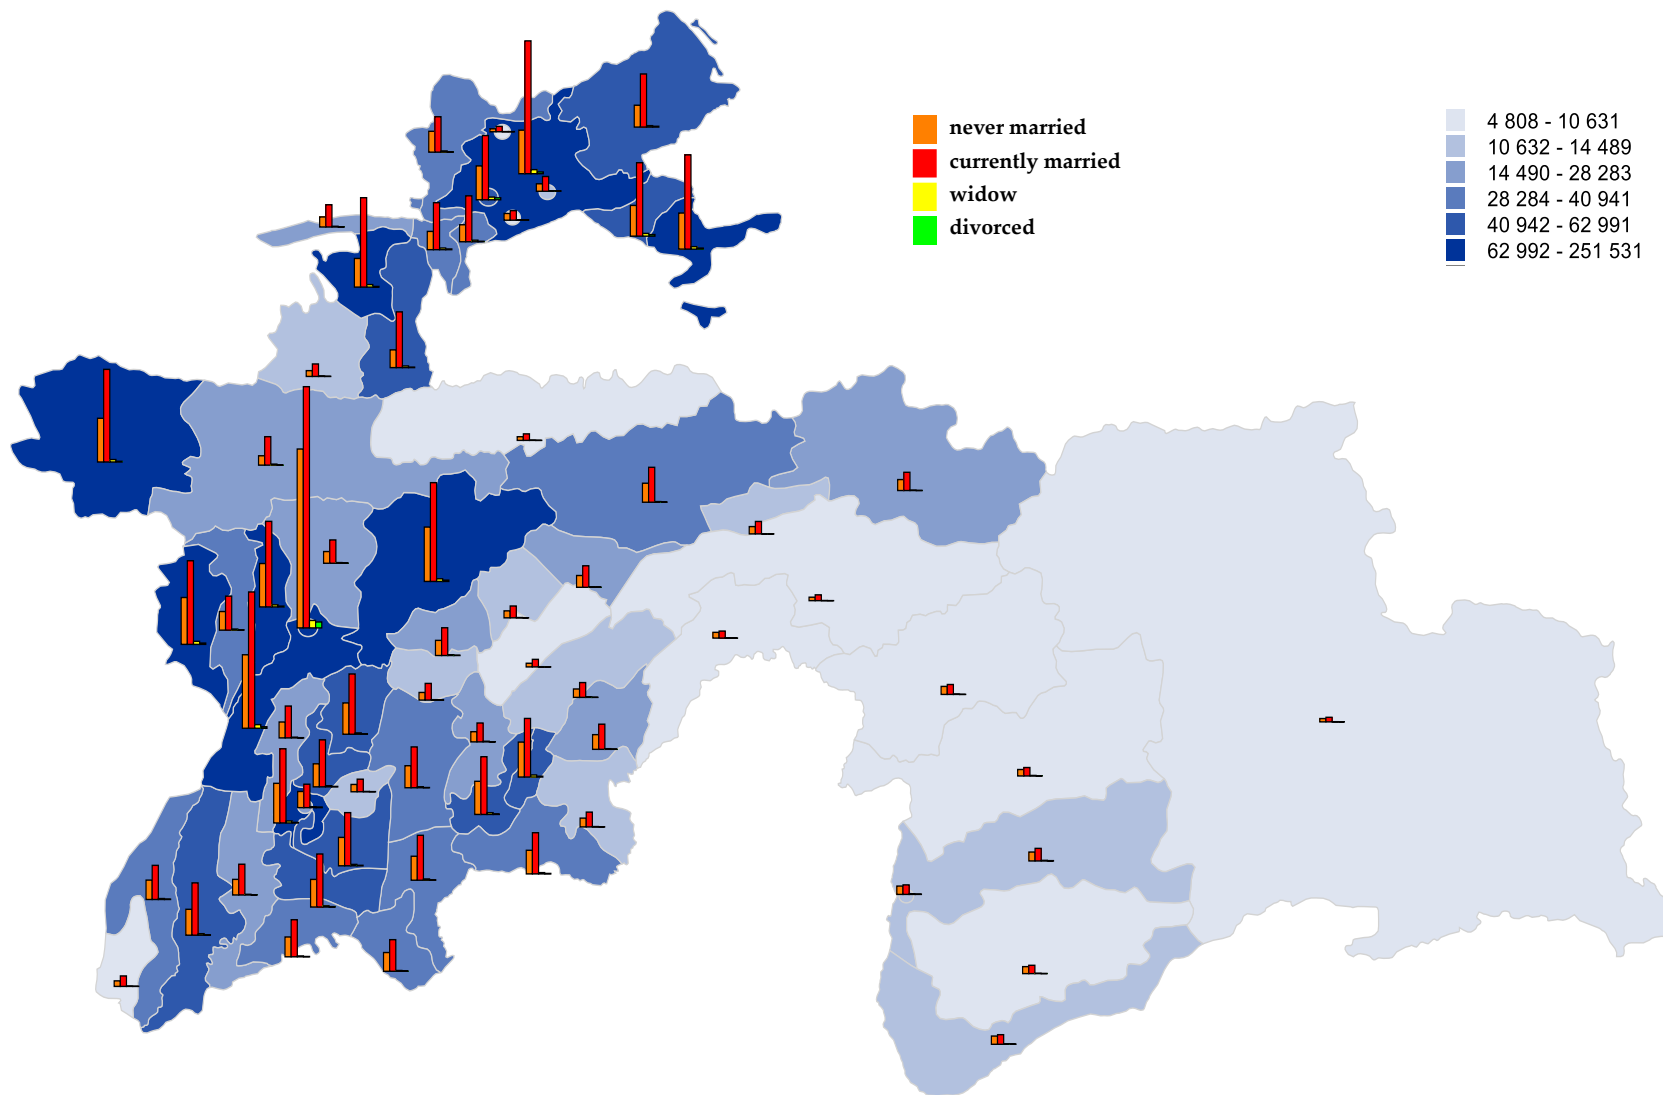 never married
currently married
widow
divorced
4 808 - 10 631
10 632 - 14 489
14 490 - 28 283
28 284 - 40 941
40 942 - 62 991
62 992 - 251 531